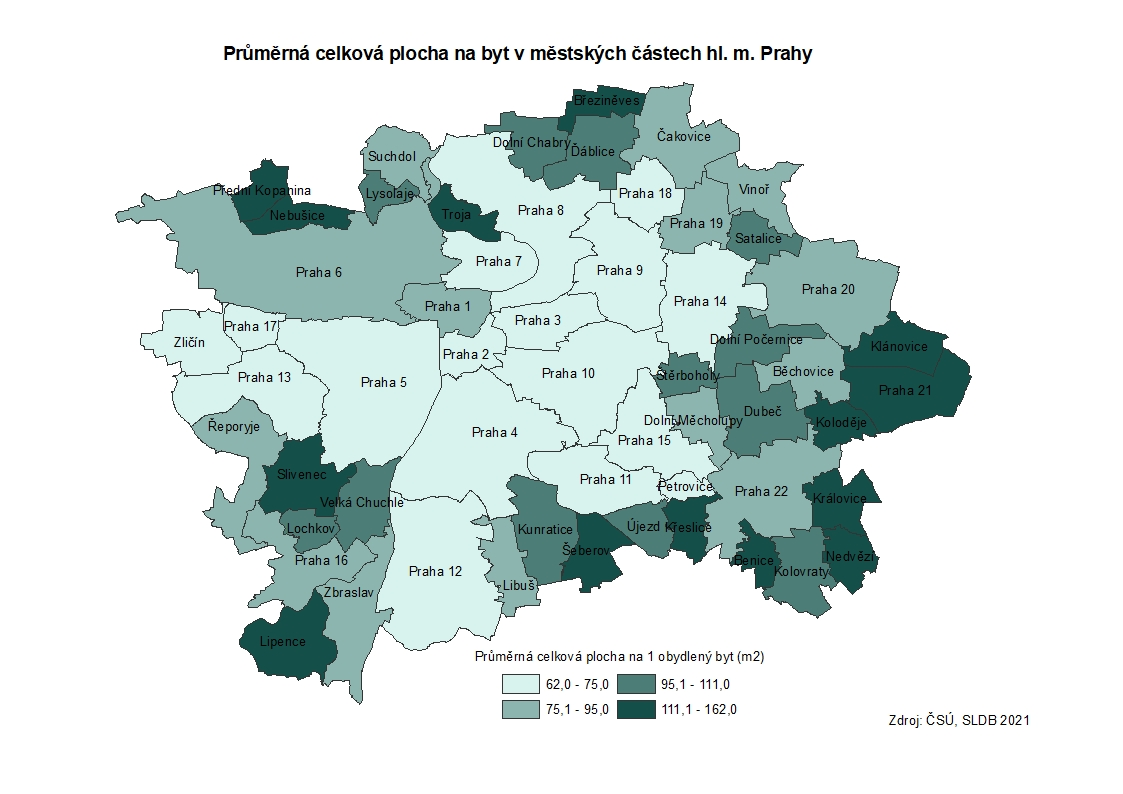 Průměrná celková plocha na byt v městských částech hl. m. Prahy
Březiněves
Čakovice
Dolní Chabry
Ďáblice
Suchdol
Přední Kopanina
Lysolaje
Praha 18
Vinoř
Nebušice
Troja
Praha 8
Praha 19
Satalice
Praha 7
Praha 9
Praha 6
Praha 20
Praha 1
Praha 14
Praha 3
Praha 17
Zličín
Praha 2
Dolní Počernice
Klánovice
Praha 13
Praha 5
Praha 10
Štěrboholy
Běchovice
Praha 21
Řeporyje
Praha 4
Dolní Měcholupy
Dubeč
Koloděje
Praha 15
Slivenec
Praha 11
Petrovice
Praha 22
Královice
Velká Chuchle
Lochkov
Kunratice
Újezd
Křeslice
Šeberov
Praha 16
Praha 12
Benice
Kolovraty
Nedvězí
Zbraslav
Libuš
Lipence
Průměrná celková plocha na 1 obydlený byt (m2)
62,0 - 75,0
95,1 - 111,0
75,1 - 95,0
111,1 - 162,0
Zdroj: ČSÚ, SLDB 2021